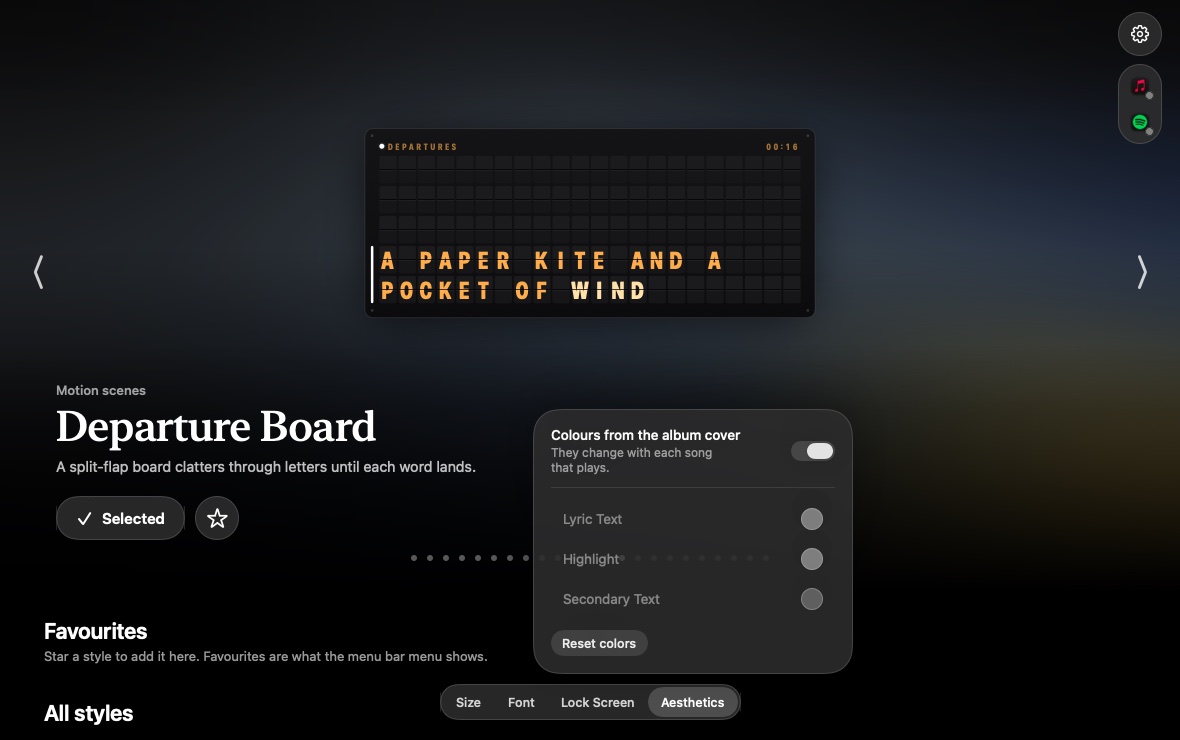 DEPARTURES 00:16
A PAPER KITE AND A
POCKET OF WIND
Motion scenes
Departure Board
A split-flap board clatters through letters until each word lands.
Selected
Colours from the album cover
They change with each song
that plays.
Lyric Text
Highlight
Secondary Text
Reset colors
Favourites
Star a style to add it here. Favourites are what the menu bar menu shows.
All styles
Size Font Lock Screen Aesthetics